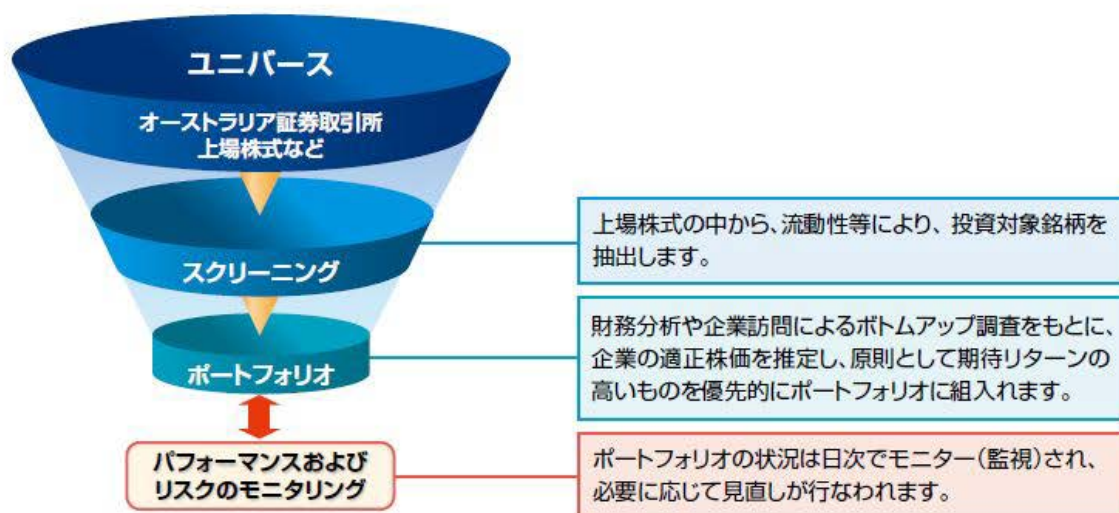 ユニバース
オーストラリア証券取引所
上場株式など
スクリーニング
上場株式の中から、流動性等により、投資対象銘柄を
抽出します。
ポートフォリオ
財務分析や企業訪問によるボトムアップ調査をもとに、
企業の適正株価を推定し、原則として期待リターンの
高いものを優先的にポートフォリオに組入れます。
パフォーマンスおよび
リスクのモニタリング
ポートフォリオの状況は日次でモニター（監視）され、
必要に応じて見直しが行なわれます。